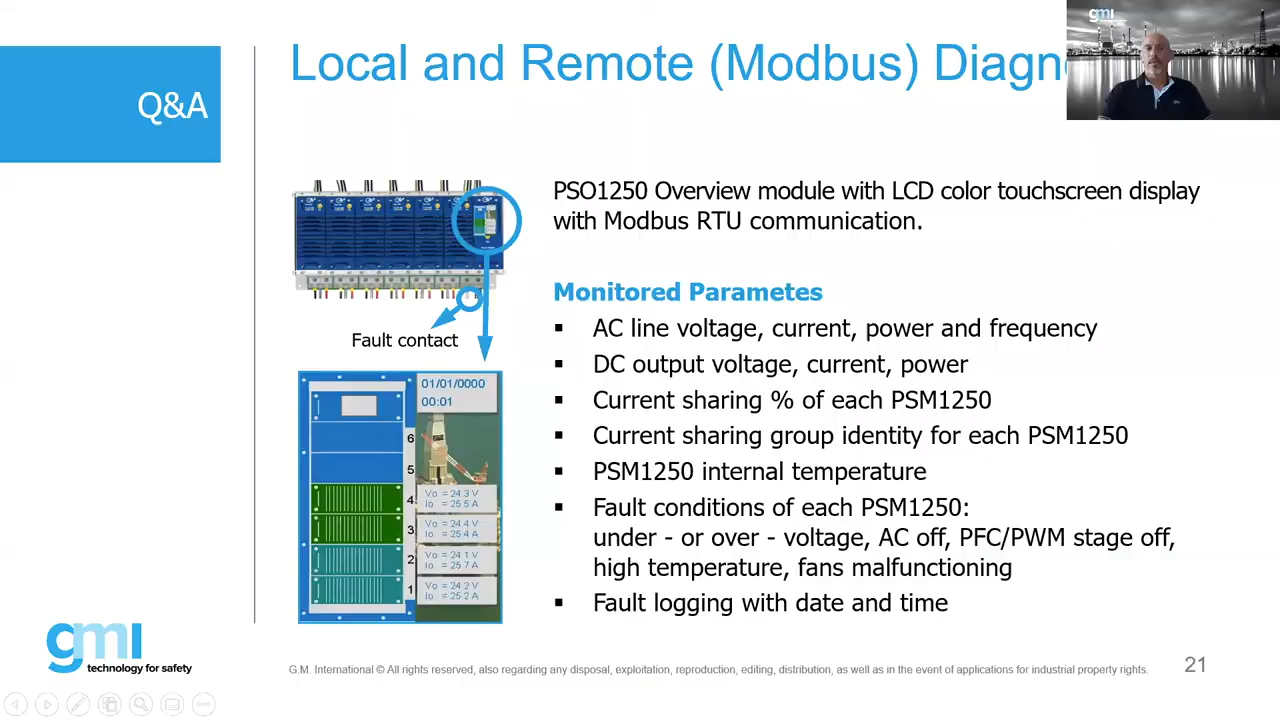 Local and Remote (Modbus) Diagn
gmi
Q&A
PSO1250 Overview module with LCD color touchscreen display
with Modbus RTU communication.
Monitored Parametes
▪ AC line voltage, current, power and frequency
▪ DC output voltage, current, power
▪ Current sharing % of each PSM1250
▪ Current sharing group identity for each PSM1250
▪ PSM1250 internal temperature
▪ Fault conditions of each PSM1250:
under - or over - voltage, AC off, PFC/PWM stage off,
high temperature, fans malfunctioning
▪ Fault logging with date and time
Fault contact
01/01/0000
00:01
6
5
4
Vo = 24.3 V
Io = 25.5 A
3
Vo = 24.4 V
Io = 25.4 A
2
Vo = 24.1 V
Io = 25.7 A
1
Vo = 24.2 V
Io = 25.2 A
gmi
technology for safety
G.M. International © All rights reserved, also regarding any disposal, exploitation, reproduction, editing, distribution, as well as in the event of applications for industrial property rights.
21